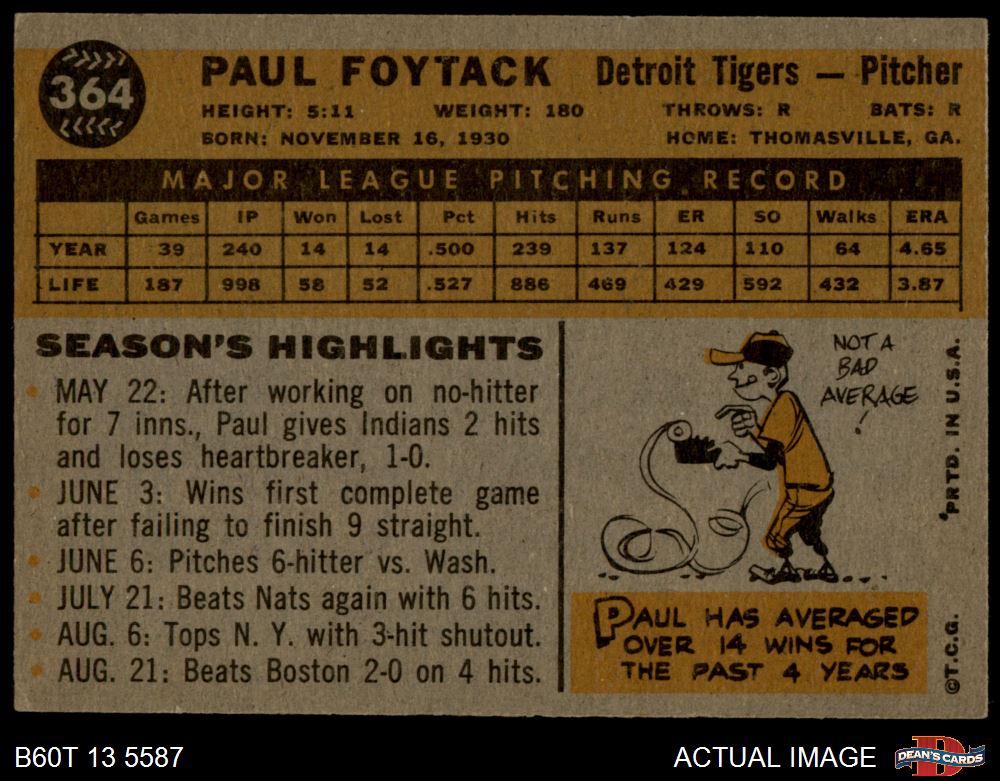 364
PAUL FOYTACK Detroit Tigers — Pitcher
HEIGHT: 5:11 WEIGHT: 180 THROWS: R BATS: R
BORN: NOVEMBER 16, 1930 HOME: THOMASVILLE, GA.
MAJOR LEAGUE PITCHING RECORD
Games IP Won Lost Pct Hits Runs ER SO Walks ERA
YEAR 39 240 14 14 .500 239 137 124 110 64 4.65
LIFE 187 998 58 52 .527 886 469 429 592 432 3.87
SEASON'S HIGHLIGHTS
• MAY 22: After working on no-hitter
for 7 inns., Paul gives Indians 2 hits
and loses heartbreaker, 1-0.
• JUNE 3: Wins first complete game
after failing to finish 9 straight.
• JUNE 6: Pitches 6-hitter vs. Wash.
• JULY 21: Beats Nats again with 6 hits.
• AUG. 6: Tops N. Y. with 3-hit shutout.
• AUG. 21: Beats Boston 2-0 on 4 hits.
NOT A
BAD
AVERAGE
!
PAUL HAS AVERAGED
OVER 14 WINS FOR
THE PAST 4 YEARS
©T.C.G. *PRTD. IN U.S.A.
B60T 13 5587 ACTUAL IMAGE
DEAN'S CARDS